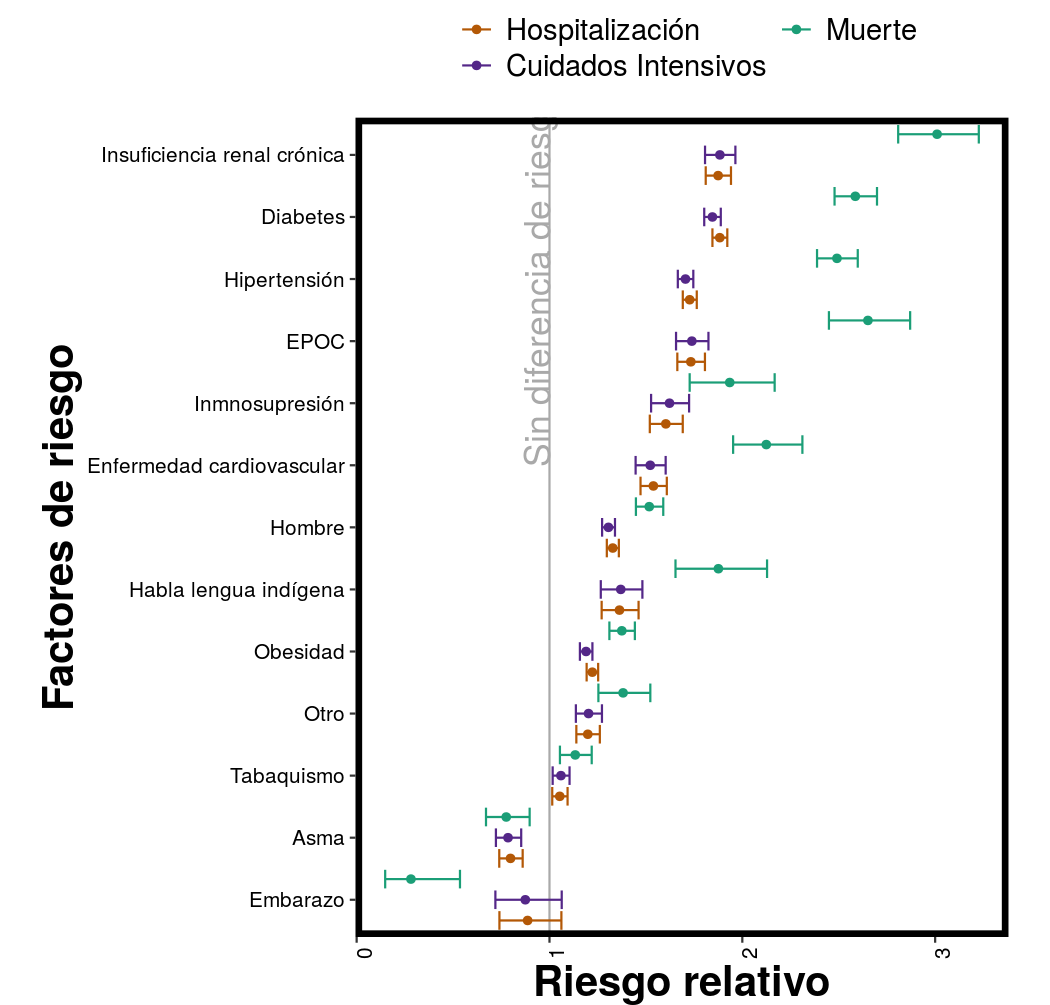 Hospitalización
Muerte
Cuidados Intensivos
Sin diferencia de riesg
Factores de riesgo
Insuficiencia renal crónica
Diabetes
Hipertensión
EPOC
Inmnosupresión
Enfermedad cardiovascular
Hombre
Habla lengua indígena
Obesidad
Otro
Tabaquismo
Asma
Embarazo
0
1
2
3
Riesgo relativo